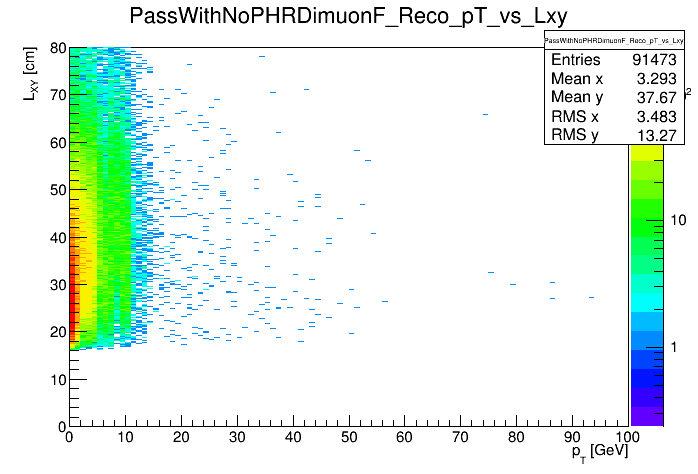 PassWithNoPHRDimuonF_Reco_pT_vs_Lxy
PassWithNoPHRDimuonF_Reco_pT_vs_Lxy
Entries 91473
Mean x 3.293
Mean y 37.67
RMS x 3.483
RMS y 13.27
L_XY [cm]
80
70
60
50
40
30
20
10
0
0 10 20 30 40 50 60 70 80 90 100
p_T [GeV]
2
10
1